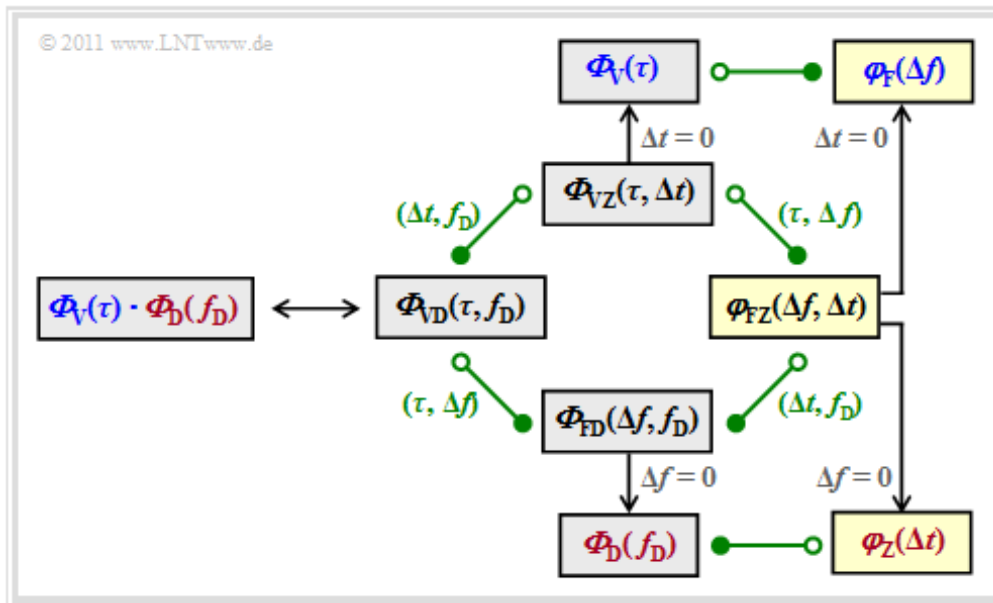 © 2011 www.LNTwww.de
Φ_V(τ)
φ_F(Δf)
Δt = 0
Δt = 0
Φ_VZ(τ, Δt)
(Δt, f_D)
(τ, Δf)
Φ_V(τ) · Φ_D(f_D)
Φ_VD(τ, f_D)
φ_FZ(Δf, Δt)
(τ, Δf)
Φ_FD(Δf, f_D)
(Δt, f_D)
Δf = 0
Δf = 0
Φ_D(f_D)
φ_Z(Δt)